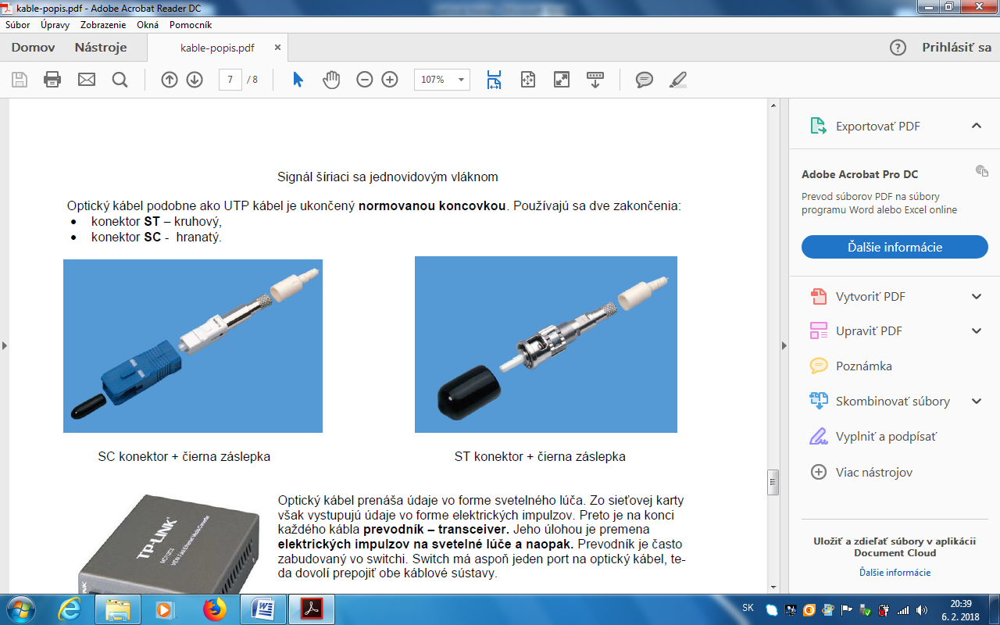 kable-popis.pdf - Adobe Acrobat Reader DC
Súbor Úpravy Zobrazenie Okná Pomocník
Domov Nástroje kable-popis.pdf × ? Prihlásiť sa
7 / 8 107%
Signál šíriaci sa jednovidovým vláknom
Optický kábel podobne ako UTP kábel je ukončený normovanou koncovkou. Používajú sa dve zakončenia:
• konektor ST – kruhový,
• konektor SC - hranatý.
SC konektor + čierna záslepka
ST konektor + čierna záslepka
TP-LINK
Optický kábel prenáša údaje vo forme svetelného lúča. Zo sieťovej karty
však vystupujú údaje vo forme elektrických impulzov. Preto je na konci
každého kábla prevodník – transceiver. Jeho úlohou je premena
elektrických impulzov na svetelné lúče a naopak. Prevodník je často
zabudovaný vo switchi. Switch má aspoň jeden port na optický kábel, te-
da dovolí prepojiť obe káblové sústavy.
Exportovať PDF
Adobe Acrobat Pro DC
Prevod súborov PDF na súbory
programu Word alebo Excel online
Ďalšie informácie
Vytvoriť PDF
Upraviť PDF
Poznámka
Skombinovať súbory
Vyplniť a podpísať
Viac nástrojov
Uložiť a zdieľať súbory v aplikácii
Document Cloud
Ďalšie informácie
SK
20:39
6. 2. 2018